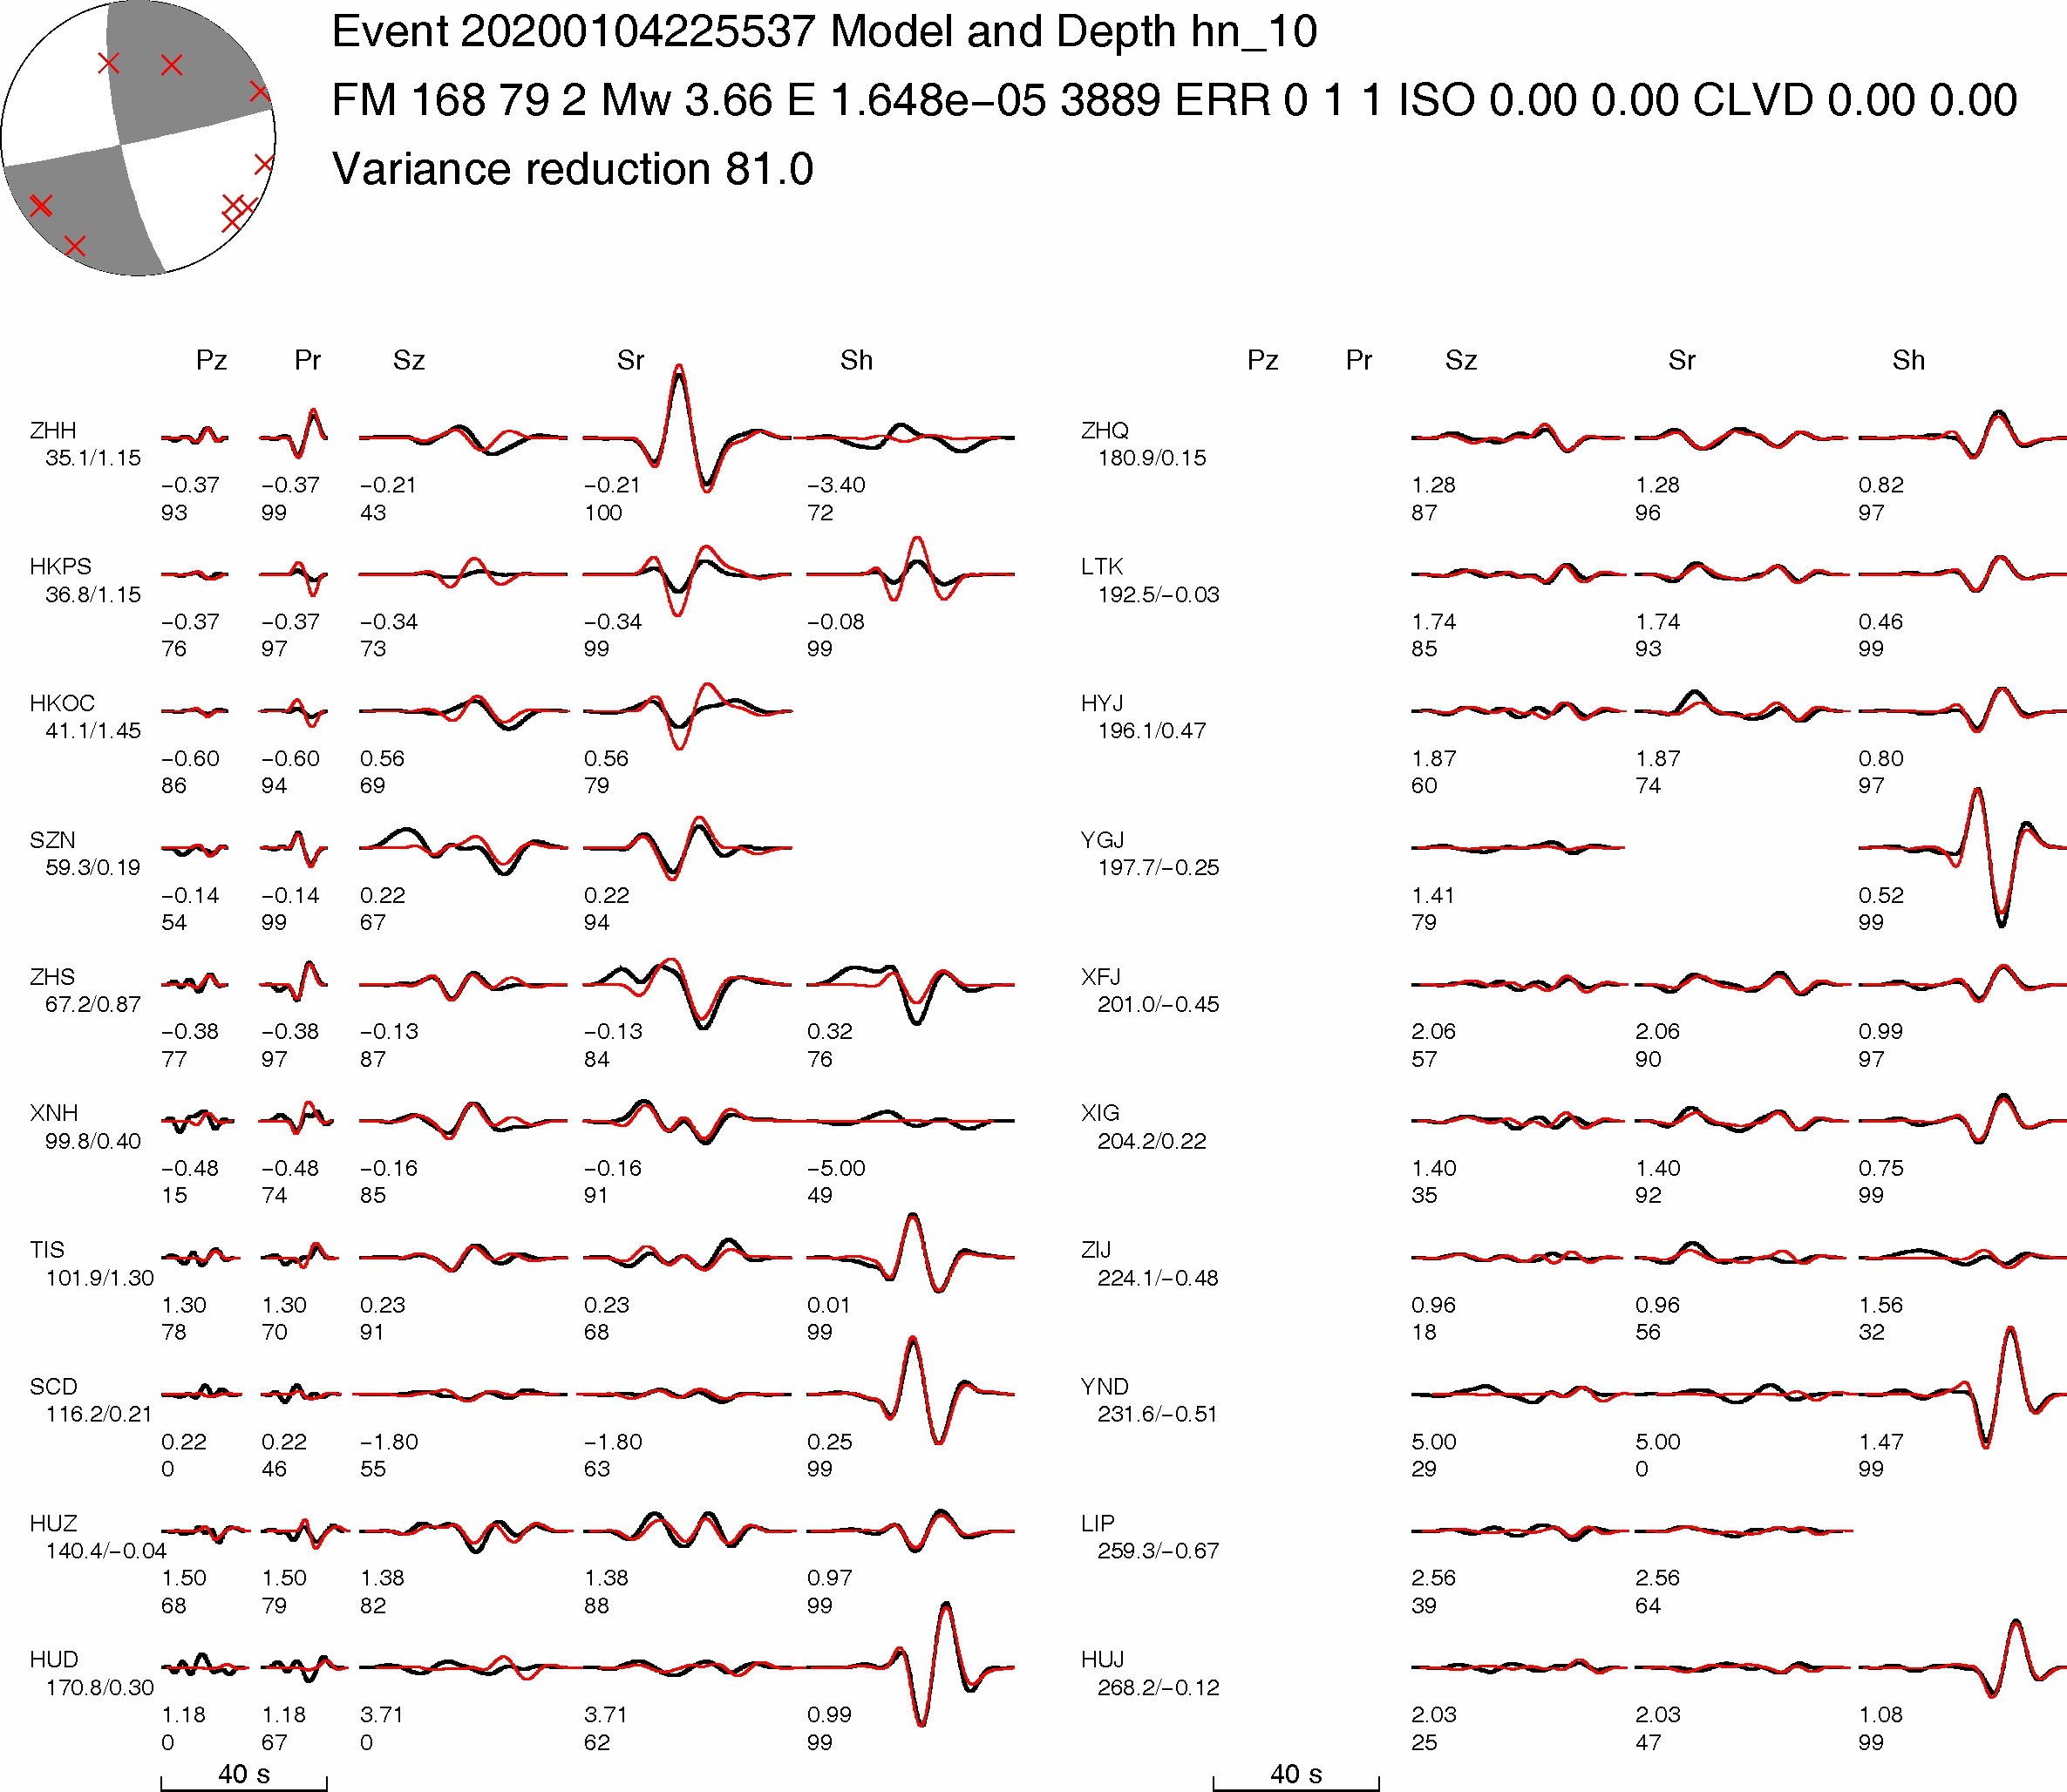 Event 20200104225537 Model and Depth hn_10
FM 168 79 2 Mw 3.66 E 1.648e−05 3889 ERR 0 1 1 ISO 0.00 0.00 CLVD 0.00 0.00
Variance reduction 81.0
Pz Pr Sz Sr Sh
ZHH
35.1/1.15
−0.37 −0.37 −0.21 −0.21 −3.40
93 99 43 100 72
HKPS
36.8/1.15
−0.37 −0.37 −0.34 −0.34 −0.08
76 97 73 99 99
HKOC
41.1/1.45
−0.60 −0.60 0.56 0.56
86 94 69 79
SZN
59.3/0.19
−0.14 −0.14 0.22 0.22
54 99 67 94
ZHS
67.2/0.87
−0.38 −0.38 −0.13 −0.13 0.32
77 97 87 84 76
XNH
99.8/0.40
−0.48 −0.48 −0.16 −0.16 −5.00
15 74 85 91 49
TIS
101.9/1.30
1.30 1.30 0.23 0.23 0.01
78 70 91 68 99
SCD
116.2/0.21
0.22 0.22 −1.80 −1.80 0.25
0 46 55 63 99
HUZ
140.4/−0.04
1.50 1.50 1.38 1.38 0.97
68 79 82 88 99
HUD
170.8/0.30
1.18 1.18 3.71 3.71 0.99
0 67 0 62 99
40 s
Pz Pr Sz Sr Sh
ZHQ
180.9/0.15
1.28 1.28 0.82
87 96 97
LTK
192.5/−0.03
1.74 1.74 0.46
85 93 99
HYJ
196.1/0.47
1.87 1.87 0.80
60 74 97
YGJ
197.7/−0.25
1.41 0.52
79 99
XFJ
201.0/−0.45
2.06 2.06 0.99
57 90 97
XIG
204.2/0.22
1.40 1.40 0.75
35 92 99
ZIJ
224.1/−0.48
0.96 0.96 1.56
18 56 32
YND
231.6/−0.51
5.00 5.00 1.47
29 0 99
LIP
259.3/−0.67
2.56 2.56
39 64
HUJ
268.2/−0.12
2.03 2.03 1.08
25 47 99
40 s